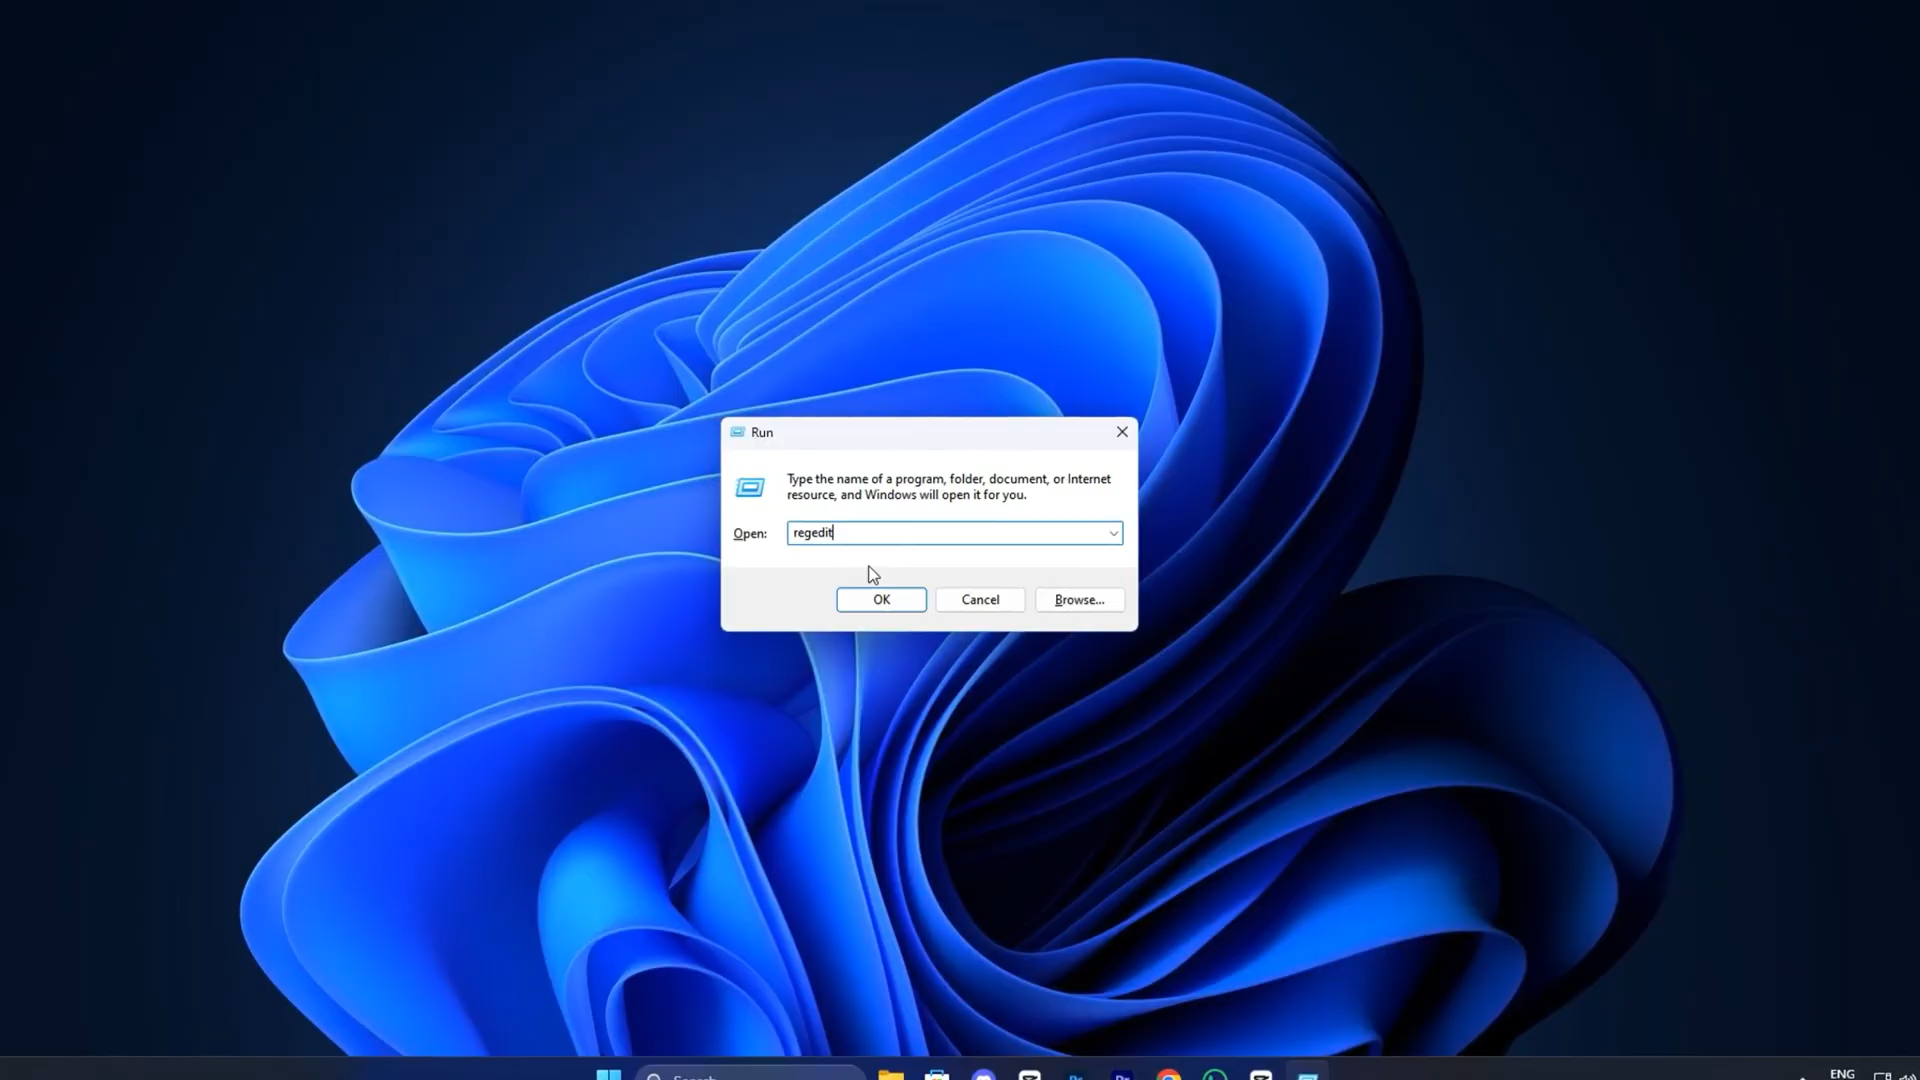 Run
Type the name of a program, folder, document, or Internet
resource, and Windows will open it for you.
Open: regedit
OK Cancel Browse...
Search
ENG